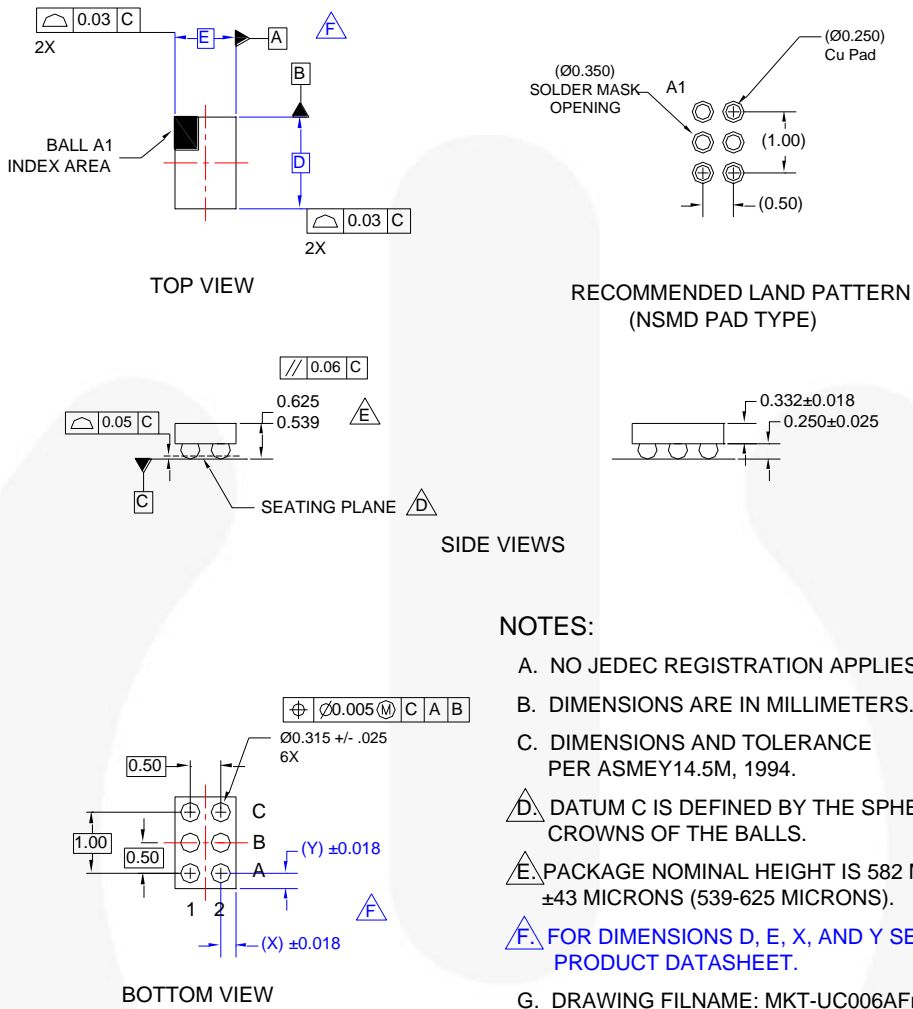 0.03 C
2X
E
A
F
B
BALL A1
INDEX AREA
D
0.03 C
2X
TOP VIEW
(Ø0.250)
Cu Pad
(Ø0.350)
SOLDER MASK
OPENING
A1
(1.00)
(0.50)
RECOMMENDED LAND PATTERN
(NSMD PAD TYPE)
// 0.06 C
0.05 C
0.625
0.539
E
C
SEATING PLANE D
0.332±0.018
0.250±0.025
SIDE VIEWS
Ø0.005 M C A B
Ø0.315 +/- .025
6X
0.50
1.00
0.50
C
B
A
1 2
(Y) ±0.018
F
(X) ±0.018
BOTTOM VIEW
NOTES:
A. NO JEDEC REGISTRATION APPLIES
B. DIMENSIONS ARE IN MILLIMETERS.
C. DIMENSIONS AND TOLERANCE
PER ASMEY14.5M, 1994.
D. DATUM C IS DEFINED BY THE SPHE
CROWNS OF THE BALLS.
E. PACKAGE NOMINAL HEIGHT IS 582
±43 MICRONS (539-625 MICRONS).
F. FOR DIMENSIONS D, E, X, AND Y SE
PRODUCT DATASHEET.
G. DRAWING FILNAME: MKT-UC006AF